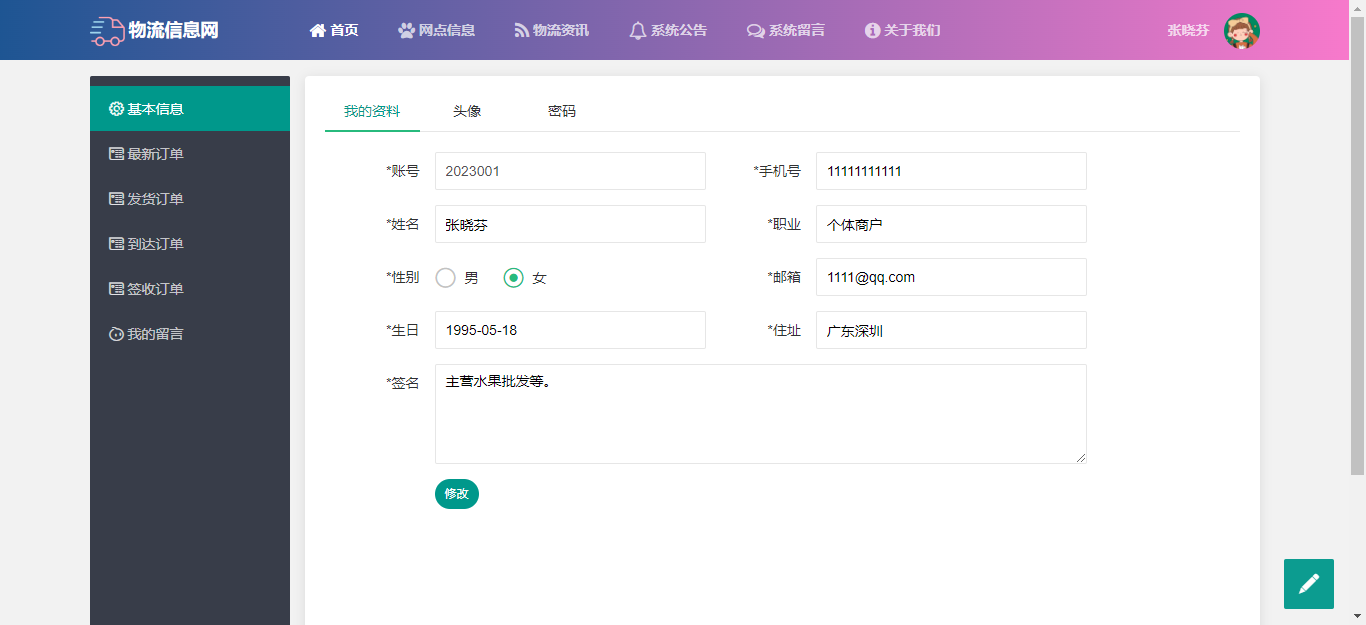 物流信息网 首页 网点信息 物流资讯 系统公告 系统留言 关于我们 张晓芬
基本信息
最新订单
发货订单
到达订单
签收订单
我的留言
我的资料 头像 密码
*账号 2023001 *手机号 11111111111
*姓名 张晓芬 *职业 个体商户
*性别 男 女 *邮箱 1111@qq.com
*生日 1995-05-18 *住址 广东深圳
*签名 主营水果批发等。
修改